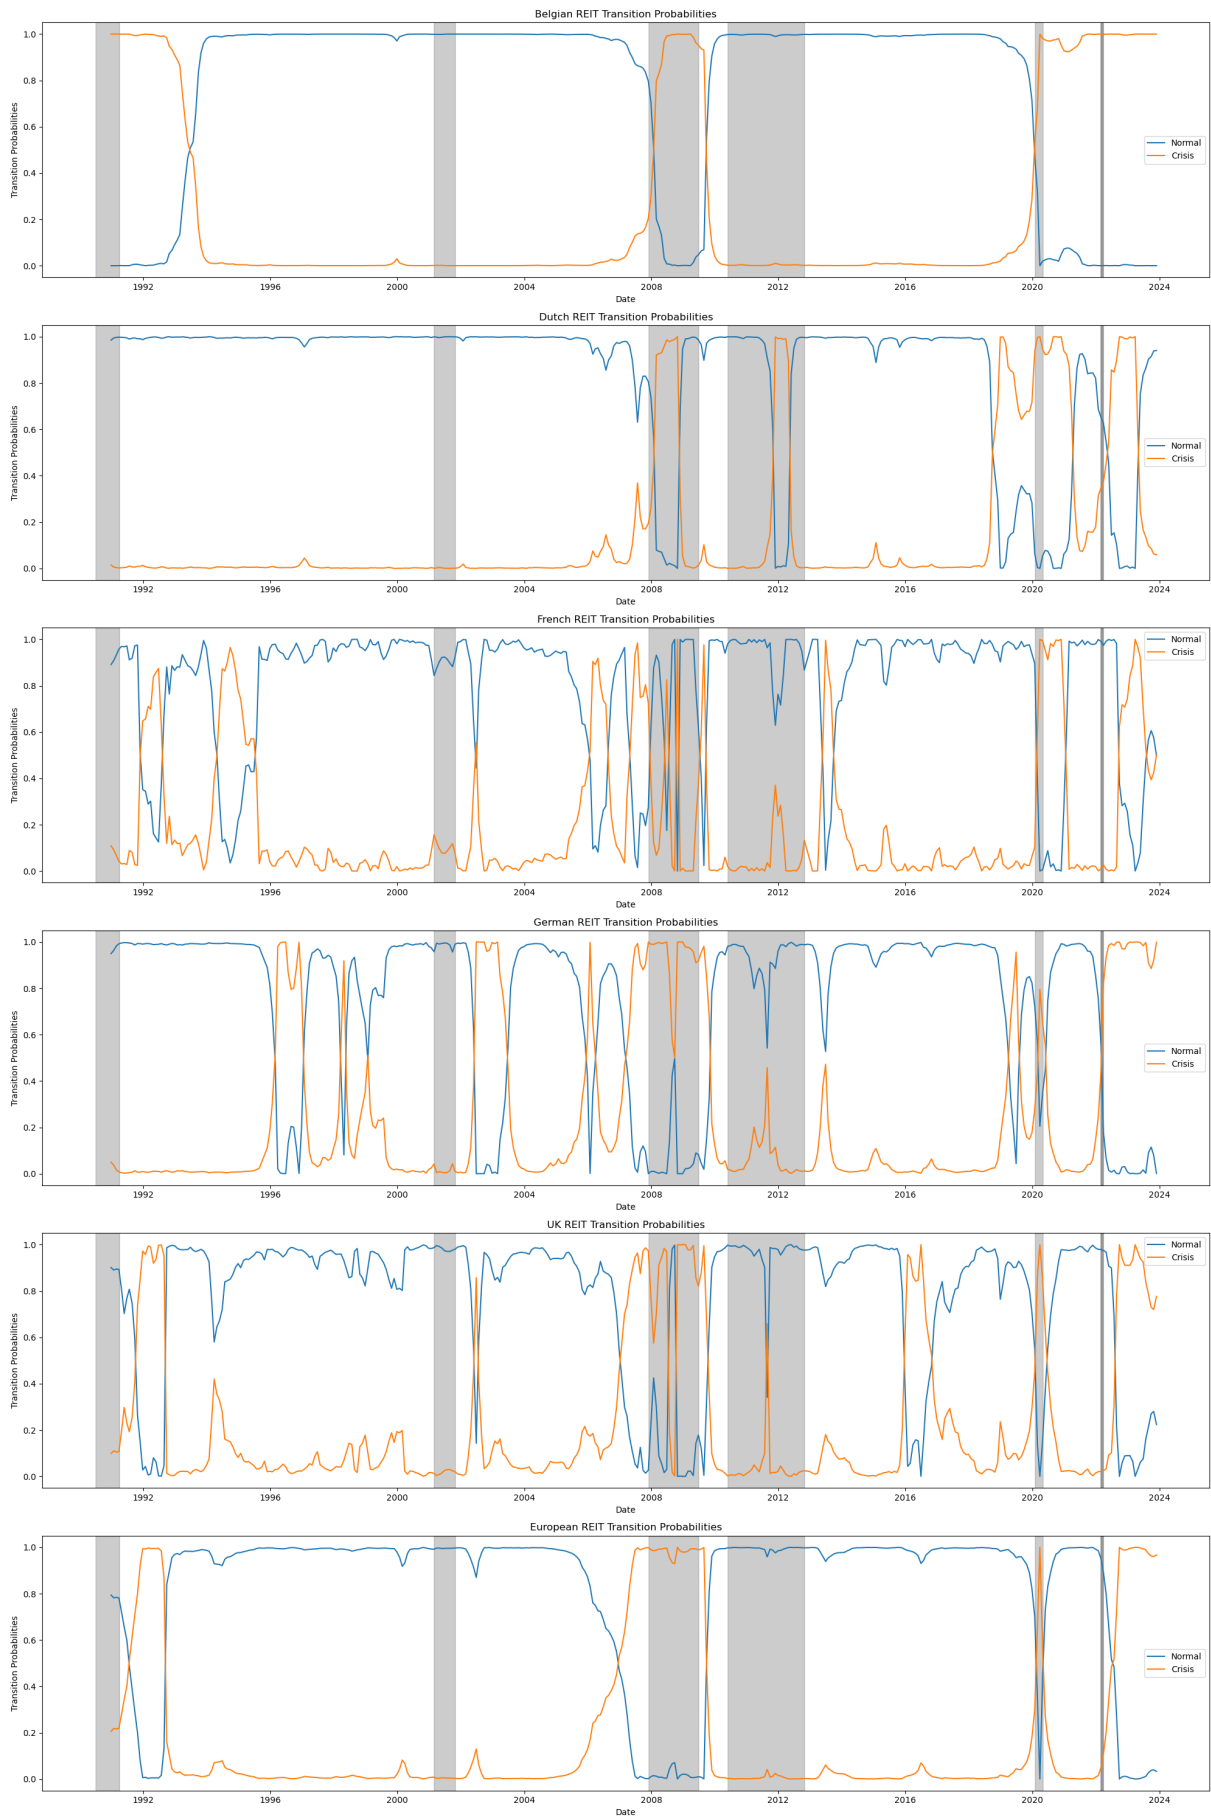 Belgian REIT Transition Probabilities
1.0
0.8
0.6
0.4
0.2
0.0
Transition Probabilities
Normal
Crisis
1992 1996 2000 2004 2008 2012 2016 2020 2024
Date
Dutch REIT Transition Probabilities
1.0
0.8
0.6
0.4
0.2
0.0
Transition Probabilities
Normal
Crisis
1992 1996 2000 2004 2008 2012 2016 2020 2024
Date
French REIT Transition Probabilities
1.0
0.8
0.6
0.4
0.2
0.0
Transition Probabilities
Normal
Crisis
1992 1996 2000 2004 2008 2012 2016 2020 2024
Date
German REIT Transition Probabilities
1.0
0.8
0.6
0.4
0.2
0.0
Transition Probabilities
Normal
Crisis
1992 1996 2000 2004 2008 2012 2016 2020 2024
Date
UK REIT Transition Probabilities
1.0
0.8
0.6
0.4
0.2
0.0
Transition Probabilities
Normal
Crisis
1992 1996 2000 2004 2008 2012 2016 2020 2024
Date
European REIT Transition Probabilities
1.0
0.8
0.6
0.4
0.2
0.0
Transition Probabilities
Normal
Crisis
1992 1996 2000 2004 2008 2012 2016 2020 2024
Date